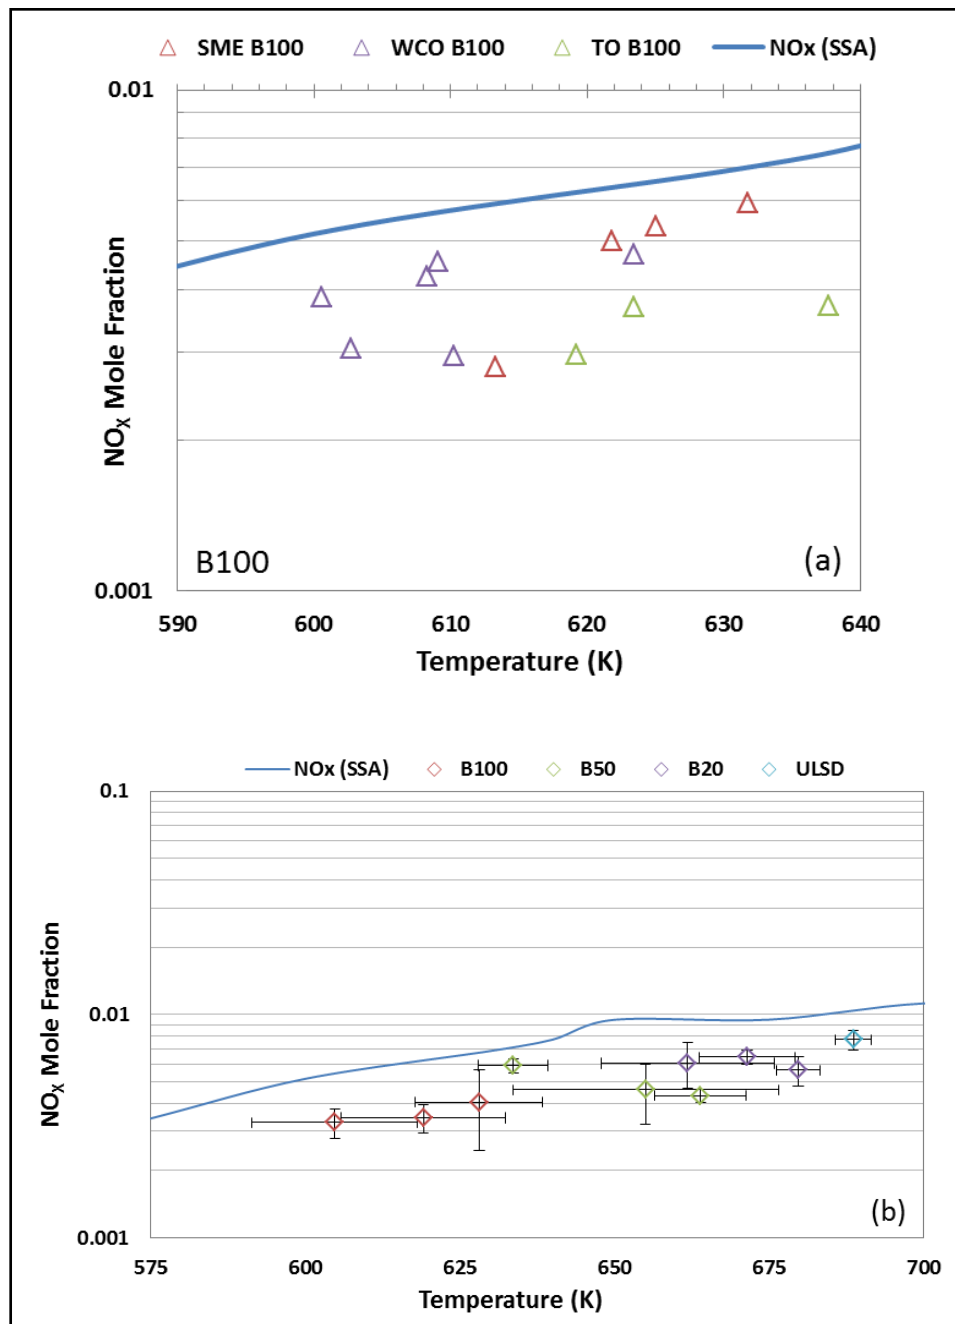 SME B100 WCO B100 TO B100 NOx (SSA)
0.01
NOX Mole Fraction
B100 (a)
0.001
590 600 610 620 630 640
Temperature (K)
NOx (SSA) B100 B50 B20 ULSD
0.1
NOX Mole Fraction
0.01
(b)
0.001
575 600 625 650 675 700
Temperature (K)